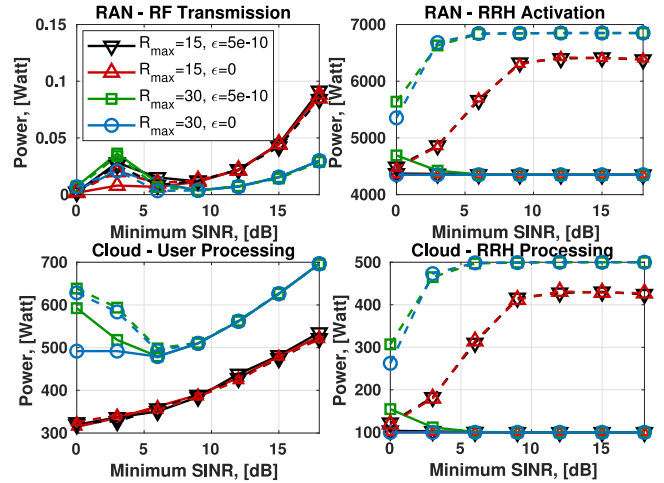 RAN - RF Transmission
0.15
0.1
0.05
0
Power, [Watt]
R_max=15, ϵ=5e-10
R_max=15, ϵ=0
R_max=30, ϵ=5e-10
R_max=30, ϵ=0
0 5 10 15
Minimum SINR, [dB]
RAN - RRH Activation
7000
6000
5000
4000
Power, [Watt]
0 5 10 15
Minimum SINR, [dB]
Cloud - User Processing
700
600
500
400
300
Power, [Watt]
0 5 10 15
Minimum SINR, [dB]
Cloud - RRH Processing
500
400
300
200
100
Power, [Watt]
0 5 10 15
Minimum SINR, [dB]